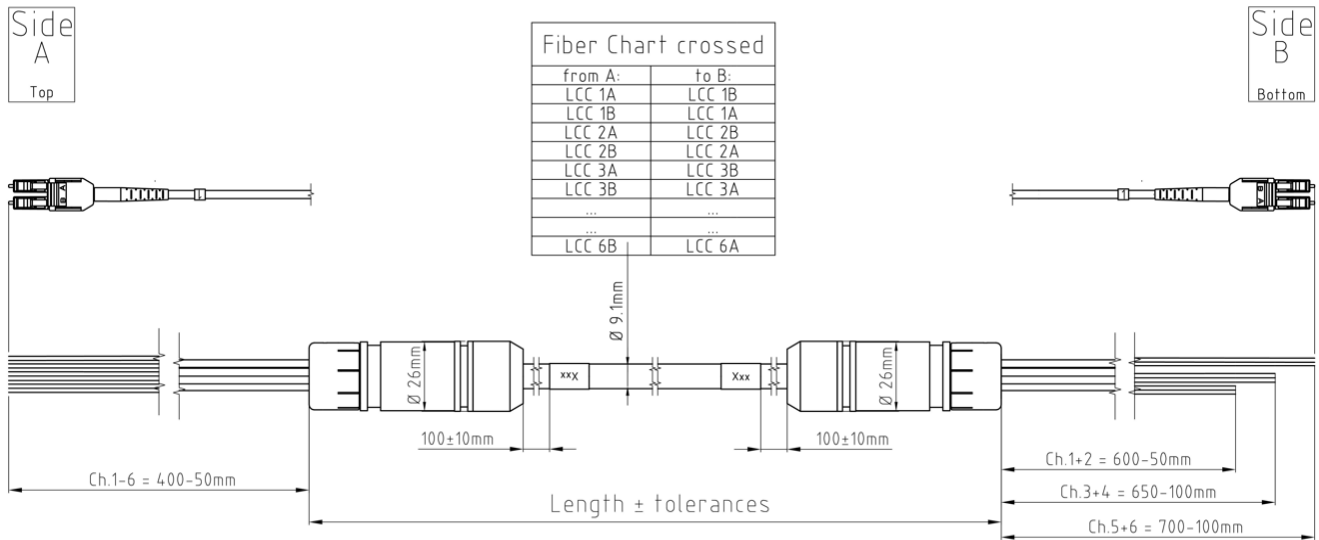 Side
A
Top
Side
B
Bottom
Fiber Chart crossed
from A: to B:
LCC 1A LCC 1B
LCC 1B LCC 1A
LCC 2A LCC 2B
LCC 2B LCC 2A
LCC 3A LCC 3B
LCC 3B LCC 3A
... ...
... ...
LCC 6B LCC 6A
A
B
A
B
Ø 9.1mm
Ø 26mm
xxX
Xxx
Ø 26mm
100±10mm
100±10mm
Ch.1-6 = 400-50mm
Length ± tolerances
Ch.1+2 = 600-50mm
Ch.3+4 = 650-100mm
Ch.5+6 = 700-100mm